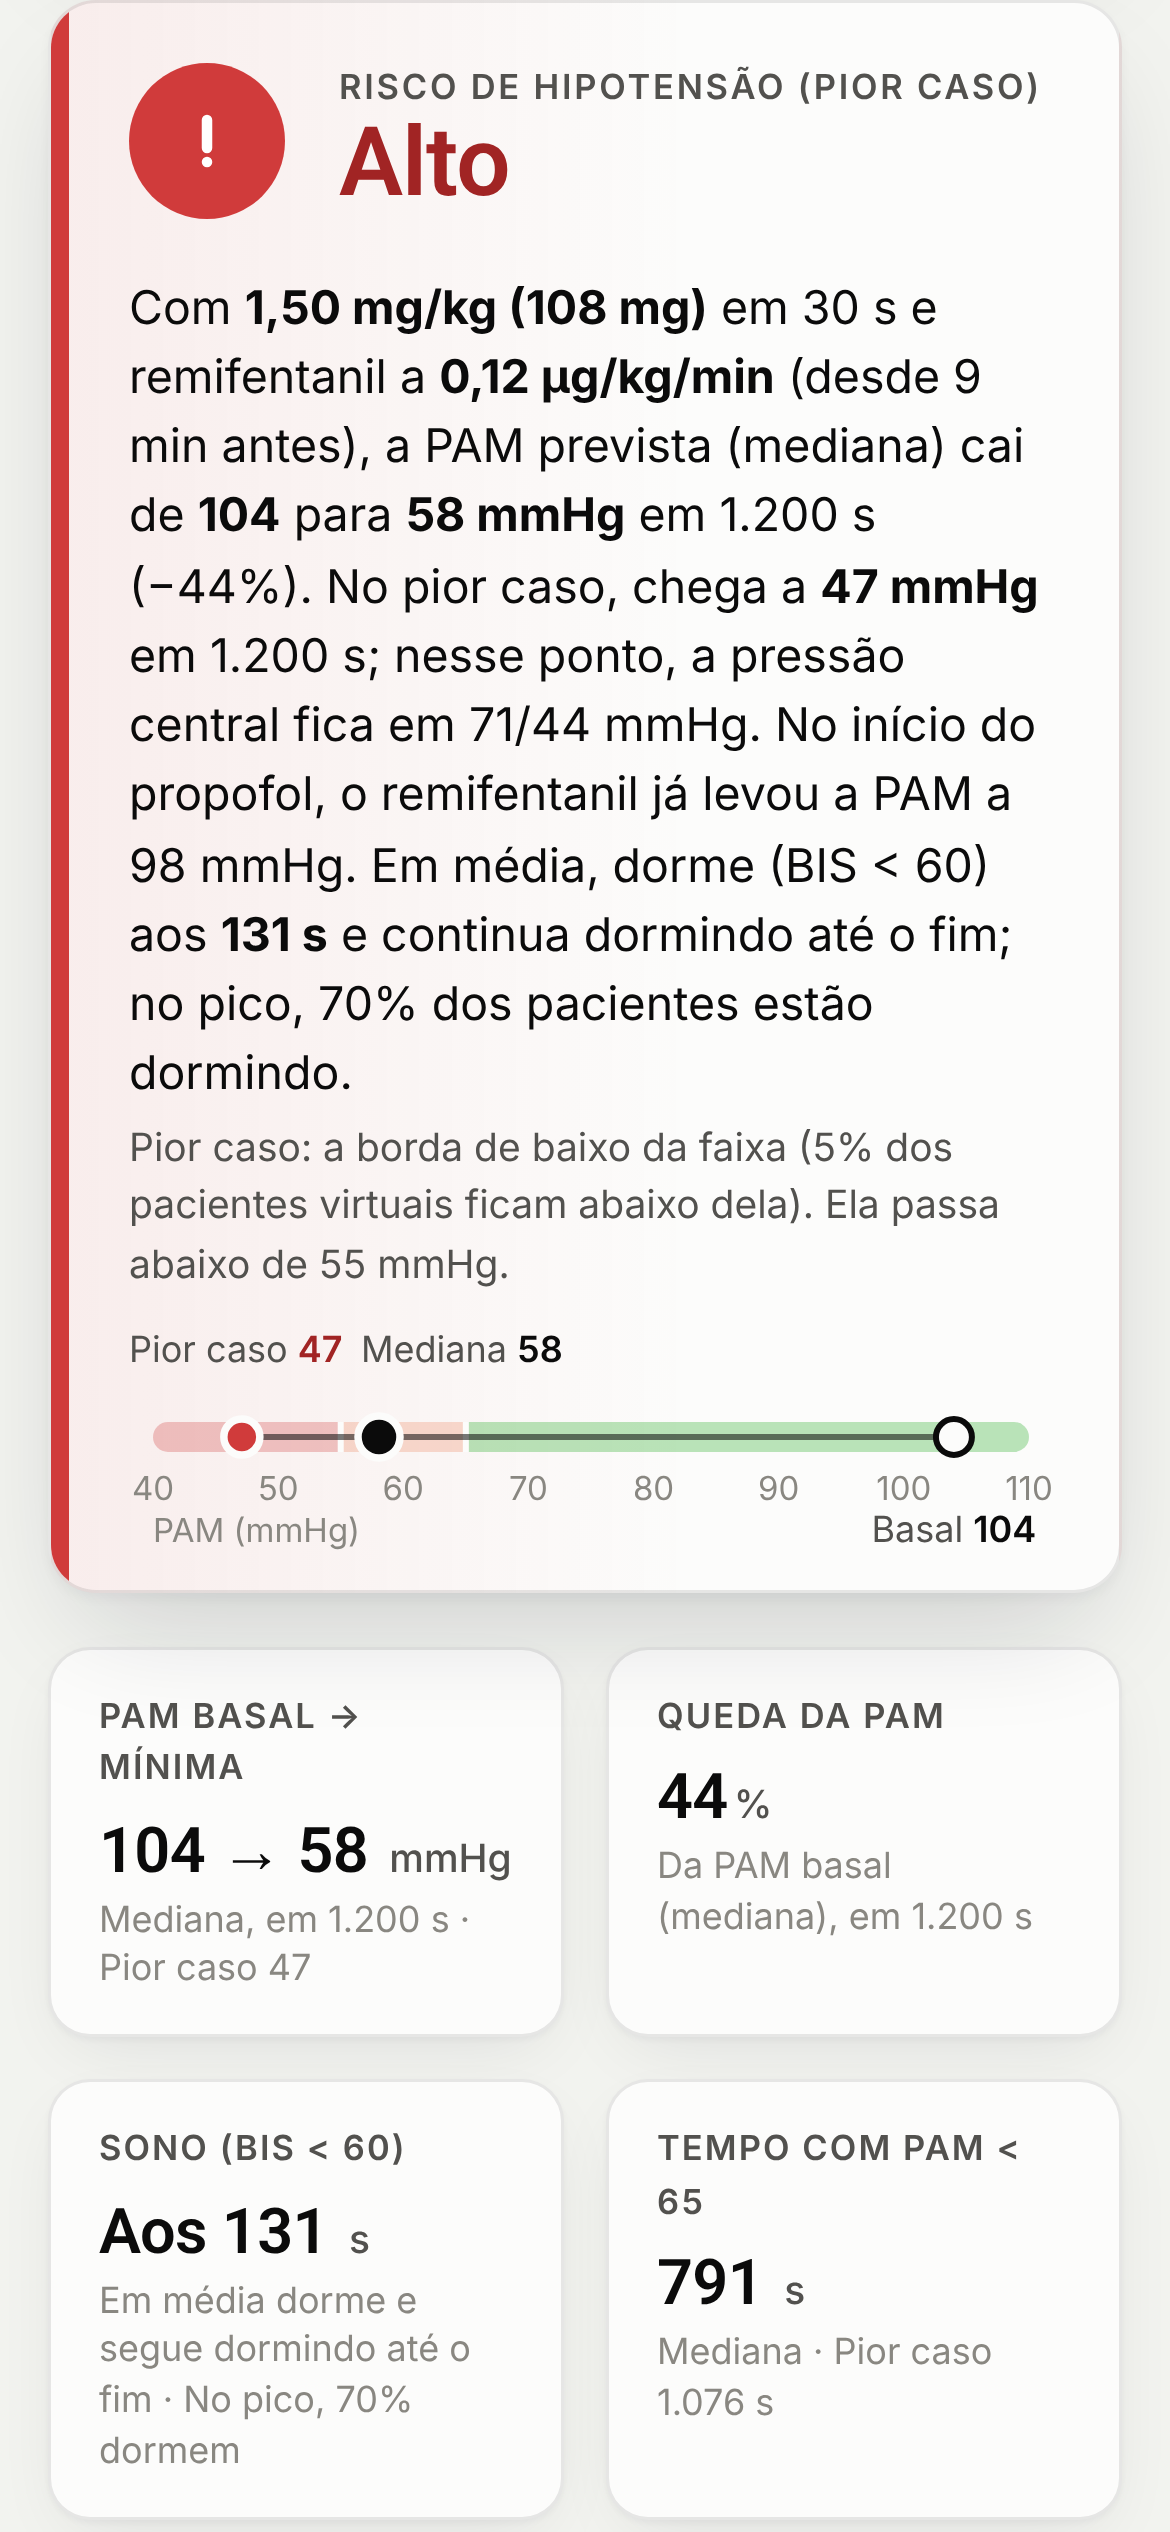 RISCO DE HIPOTENSÃO (PIOR CASO)
Alto
Com 1,50 mg/kg (108 mg) em 30 s e
remifentanil a 0,12 µg/kg/min (desde 9
min antes), a PAM prevista (mediana) cai
de 104 para 58 mmHg em 1.200 s
(−44%). No pior caso, chega a 47 mmHg
em 1.200 s; nesse ponto, a pressão
central fica em 71/44 mmHg. No início do
propofol, o remifentanil já levou a PAM a
98 mmHg. Em média, dorme (BIS < 60)
aos 131 s e continua dormindo até o fim;
no pico, 70% dos pacientes estão
dormindo.
Pior caso: a borda de baixo da faixa (5% dos
pacientes virtuais ficam abaixo dela). Ela passa
abaixo de 55 mmHg.
Pior caso 47 Mediana 58
40 50 60 70 80 90 100 110
PAM (mmHg) Basal 104
PAM BASAL →
MÍNIMA
104 → 58 mmHg
Mediana, em 1.200 s ·
Pior caso 47
QUEDA DA PAM
44 %
Da PAM basal
(mediana), em 1.200 s
SONO (BIS < 60)
Aos 131 s
Em média dorme e
segue dormindo até o
fim · No pico, 70%
dormem
TEMPO COM PAM <
65
791 s
Mediana · Pior caso
1.076 s